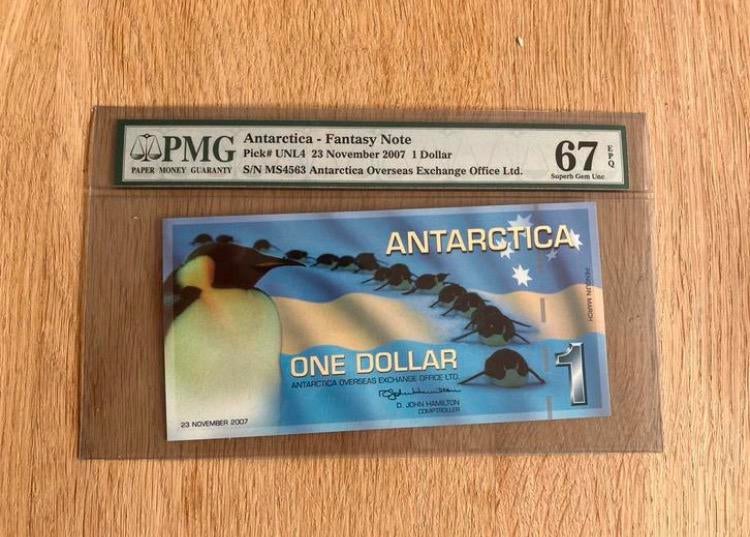 PMG
PAPER MONEY GUARANTY
Antarctica - Fantasy Note
Pick# UNL4 23 November 2007 1 Dollar
S/N MS4563 Antarctica Overseas Exchange Office Ltd.
67 EPQ
Superb Gem Unc
ANTARCTICA
PENGUIN MARCH
ONE DOLLAR
ANTARCTICA OVERSEAS EXCHANGE OFFICE LTD.
D. JOHN HAMILTON
COMPTROLLER
1
23 NOVEMBER 2007